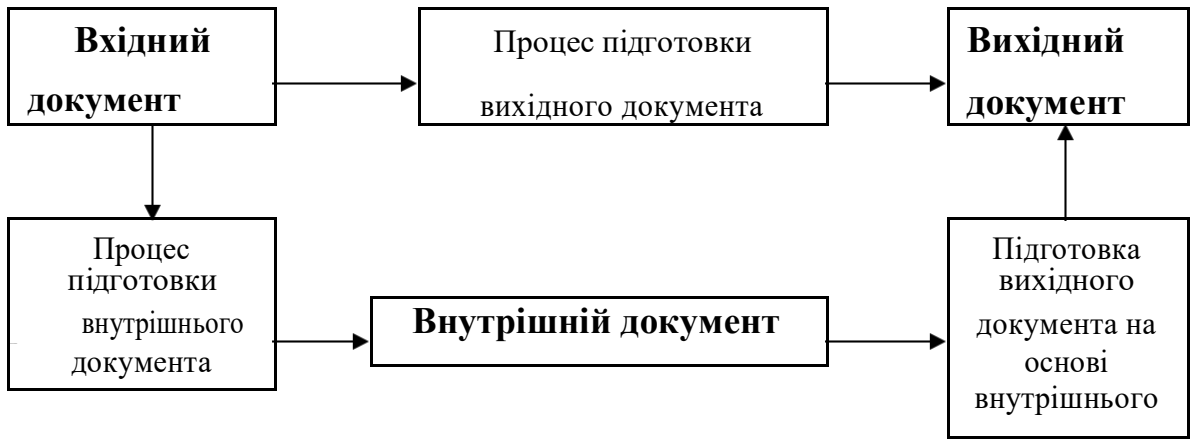 Вхідний
документ
Процес підготовки
вихідного документа
Вихідний
документ
Процес
підготовки
внутрішнього
документа
Внутрішній документ
Підготовка
вихідного
документа на
основі
внутрішнього